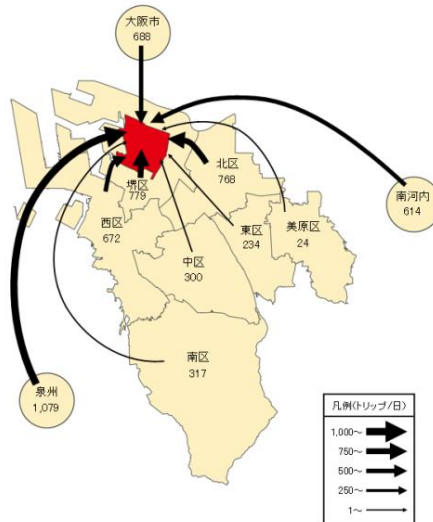 大阪市
688
北区
768
堺区
779
南河内
614
西区
672
東区
234
美原区
24
中区
300
南区
317
泉州
1,079
凡例(トリップ/日)
1,000～
750～
500～
250～
1～